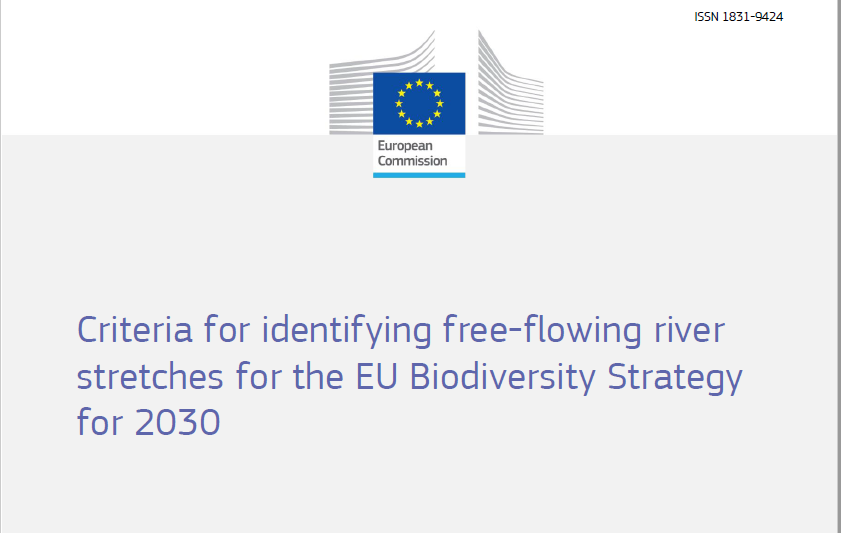 ISSN 1831-9424
European
Commission
Criteria for identifying free-flowing river
stretches for the EU Biodiversity Strategy
for 2030